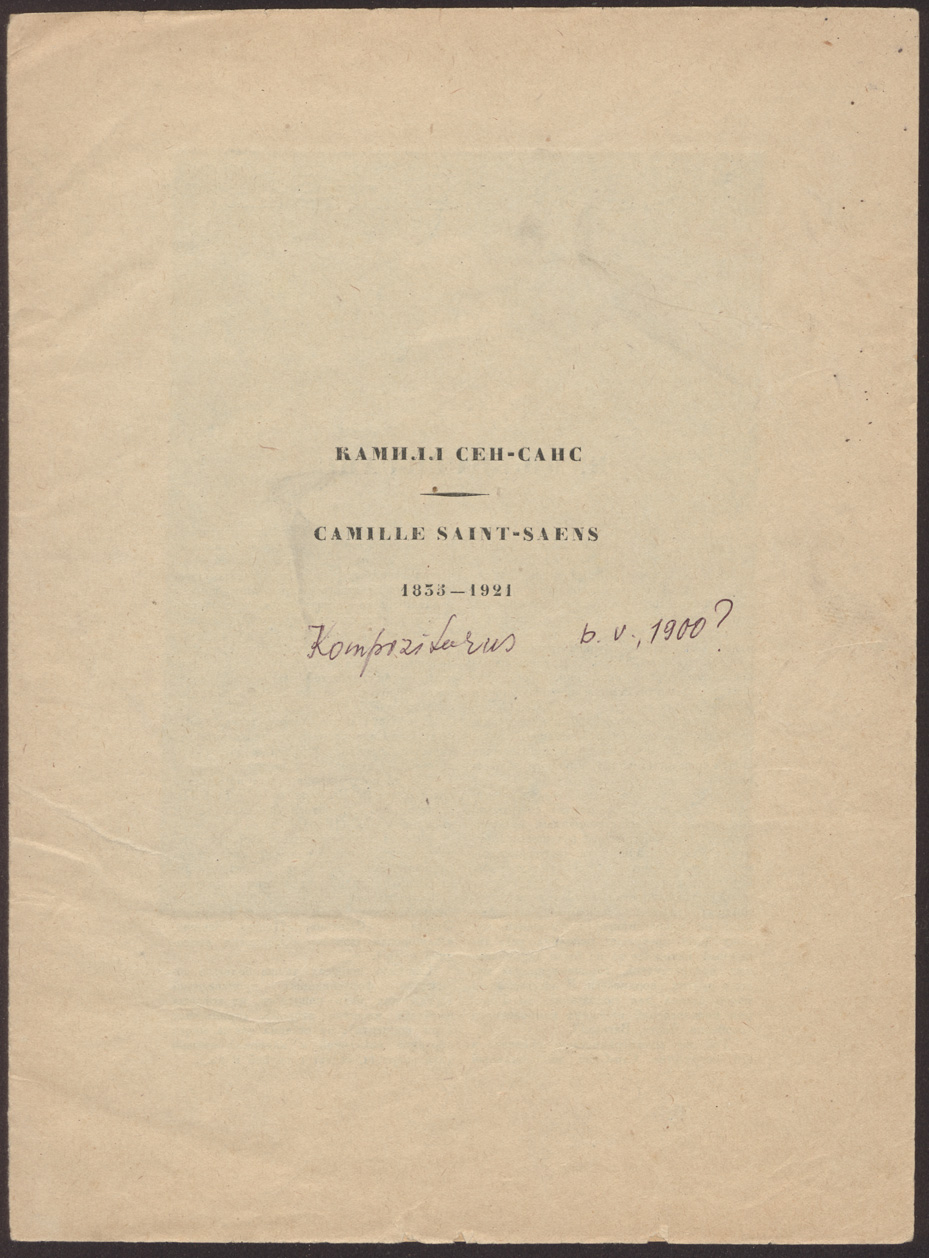 КАМИЛЛ СЕН-САНС
CAMILLE SAINT-SAENS
1835—1921
Kompozitorius b. v., 1900?